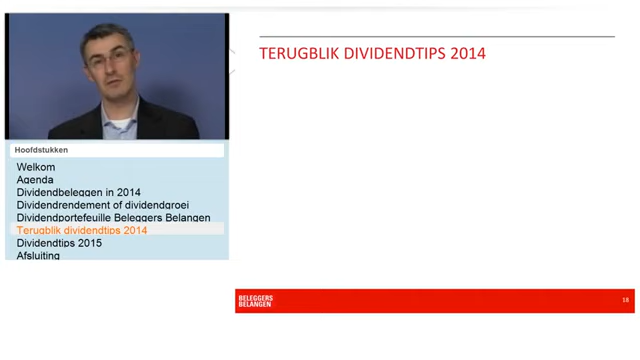 Hoofdstukken
Welkom
Agenda
Dividendbeleggen in 2014
Dividendrendement of dividendgroei
Dividendportefeuille Beleggers Belangen
Terugblik dividendtips 2014
Dividendtips 2015
Afsluiting
TERUGBLIK DIVIDENDTIPS 2014
BELEGGERS
BELANGEN
18